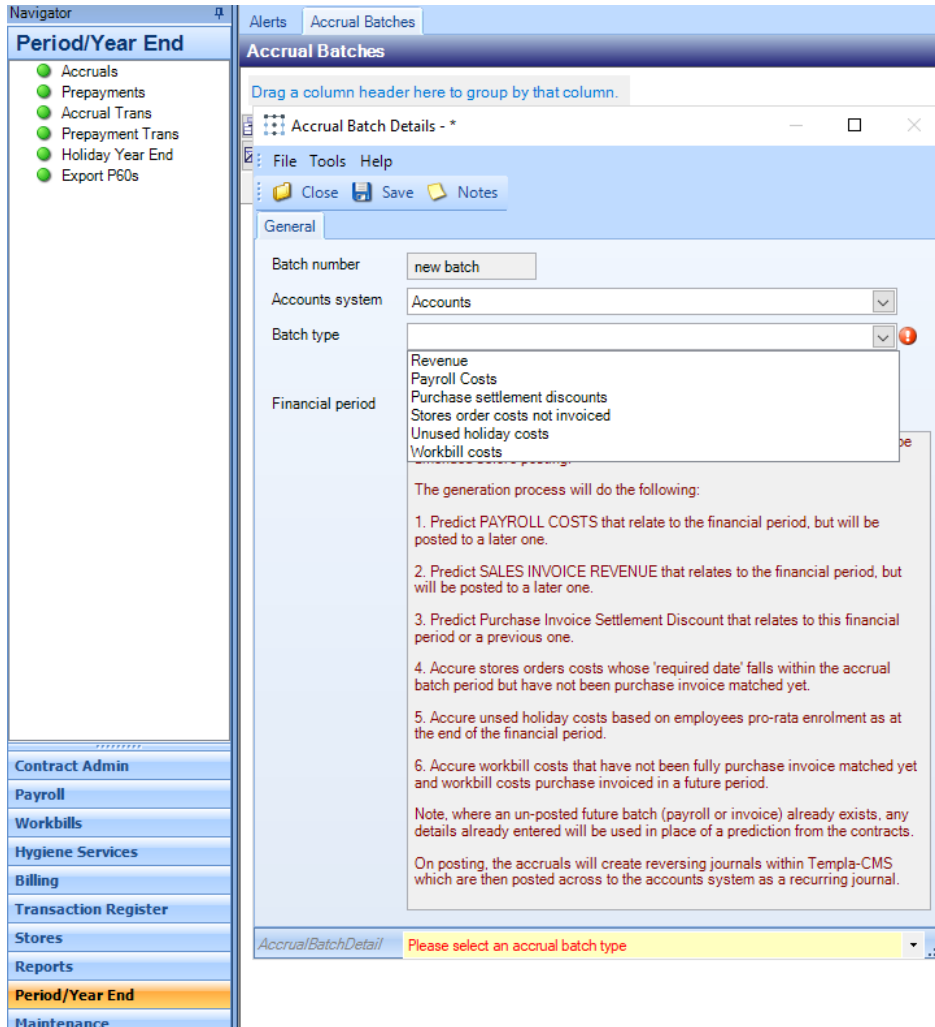 Navigator
Period/Year End
Accruals
Prepayments
Accrual Trans
Prepayment Trans
Holiday Year End
Export P60s
Contract Admin
Payroll
Workbills
Hygiene Services
Billing
Transaction Register
Stores
Reports
Period/Year End
Maintenance
Alerts Accrual Batches
Accrual Batches
Drag a column header here to group by that column.
Accrual Batch Details - *
File Tools Help
Close Save Notes
General
Batch number new batch
Accounts system Accounts
Batch type
Revenue
Payroll Costs
Purchase settlement discounts
Stores order costs not invoiced
Unused holiday costs
Workbill costs
Financial period
be
posting.
The generation process will do the following:
1. Predict PAYROLL COSTS that relate to the financial period, but will be
posted to a later one.
2. Predict SALES INVOICE REVENUE that relates to the financial period, but
will be posted to a later one.
3. Predict Purchase Invoice Settlement Discount that relates to this financial
period or a previous one.
4. Accure stores orders costs whose 'required date' falls within the accrual
batch period but have not been purchase invoice matched yet.
5. Accure unsed holiday costs based on employees pro-rata enrolment as at
the end of the financial period.
6. Accure workbill costs that have not been fully purchase invoice matched yet
and workbill costs purchase invoiced in a future period.
Note, where an un-posted future batch (payroll or invoice) already exists, any
details already entered will be used in place of a prediction from the contracts.
On posting, the accruals will create reversing journals within Templa-CMS
which are then posted across to the accounts system as a recurring journal.
AccrualBatchDetail Please select an accrual batch type